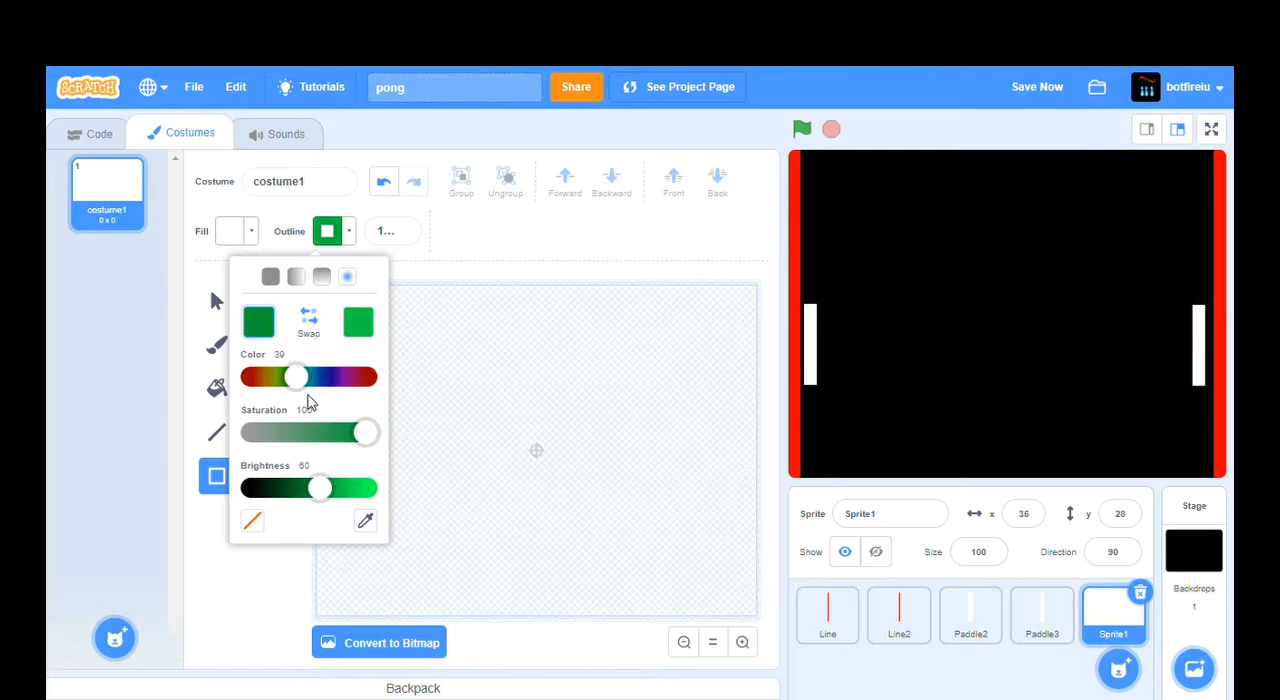 SCRATCH
File
Edit
Tutorials
pong
Share
See Project Page
Save Now
botfireiu
Code
Costumes
Sounds
1
costume1
0 x 0
Costume
costume1
Group
Ungroup
Forward
Backward
Front
Back
Fill
Outline
1...
Swap
Color 39
Saturation 100
Brightness 60
Convert to Bitmap
Backpack
Sprite
Sprite1
x
36
y
28
Show
Size
100
Direction
90
Line
Line2
Paddle2
Paddle3
Sprite1
Stage
Backdrops
1